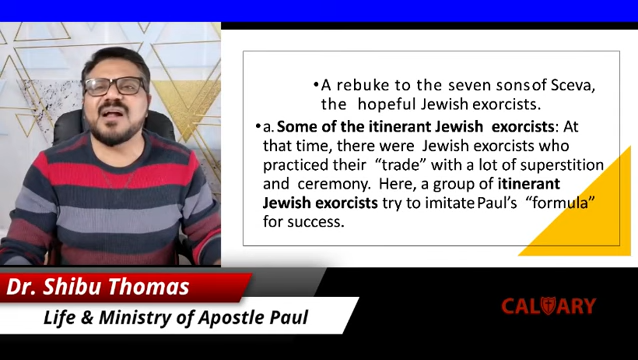 •A rebuke to the seven sons of Sceva,
the hopeful Jewish exorcists.
•a. Some of the itinerant Jewish exorcists: At
that time, there were Jewish exorcists who
practiced their “trade” with a lot of superstition
and ceremony. Here, a group of itinerant
Jewish exorcists try to imitate Paul’s “formula”
for success.
Dr. Shibu Thomas
Life & Ministry of Apostle Paul
CALVARY